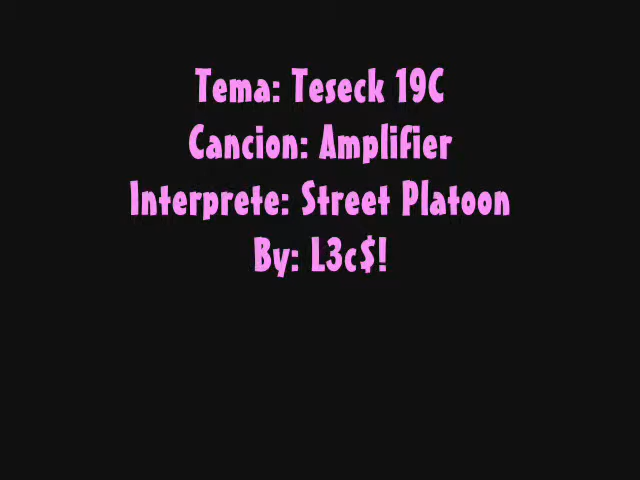 Tema: Teseck 19C
Cancion: Amplifier
Interprete: Street Platoon
By: L3c$!